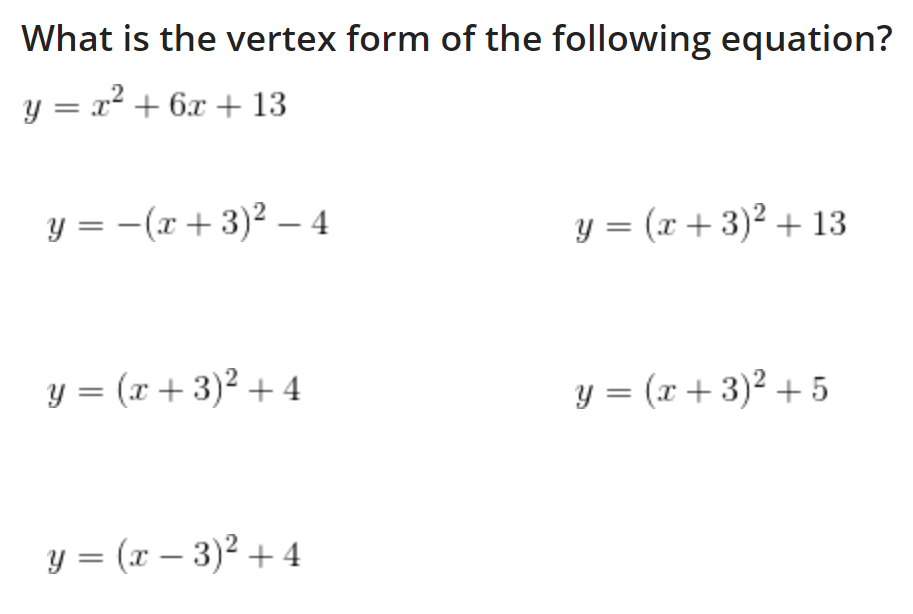 What is the vertex form of the following equation?
y = x² + 6x + 13
y = −(x + 3)² − 4
y = (x + 3)² + 13
y = (x + 3)² + 4
y = (x + 3)² + 5
y = (x − 3)² + 4